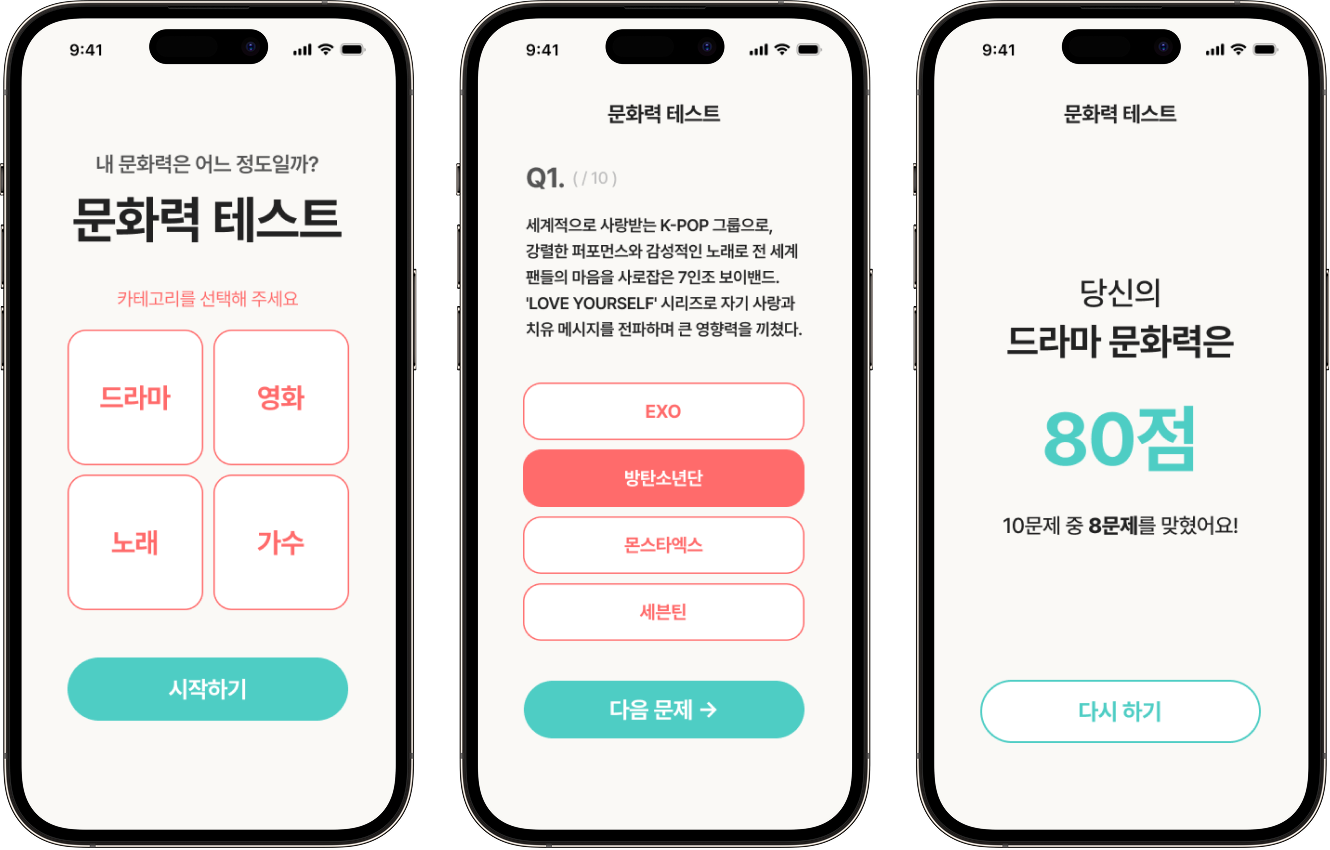 9:41
내 문화력은 어느 정도일까?
문화력 테스트
카테고리를 선택해 주세요
드라마
영화
노래
가수
시작하기
9:41
문화력 테스트
Q1. ( / 10 )
세계적으로 사랑받는 K-POP 그룹으로,
강렬한 퍼포먼스와 감성적인 노래로 전 세계
팬들의 마음을 사로잡은 7인조 보이밴드.
'LOVE YOURSELF' 시리즈로 자기 사랑과
치유 메시지를 전파하며 큰 영향력을 끼쳤다.
EXO
방탄소년단
몬스타엑스
세븐틴
다음 문제 →
9:41
문화력 테스트
당신의
드라마 문화력은
80점
10문제 중 8문제를 맞혔어요!
다시 하기